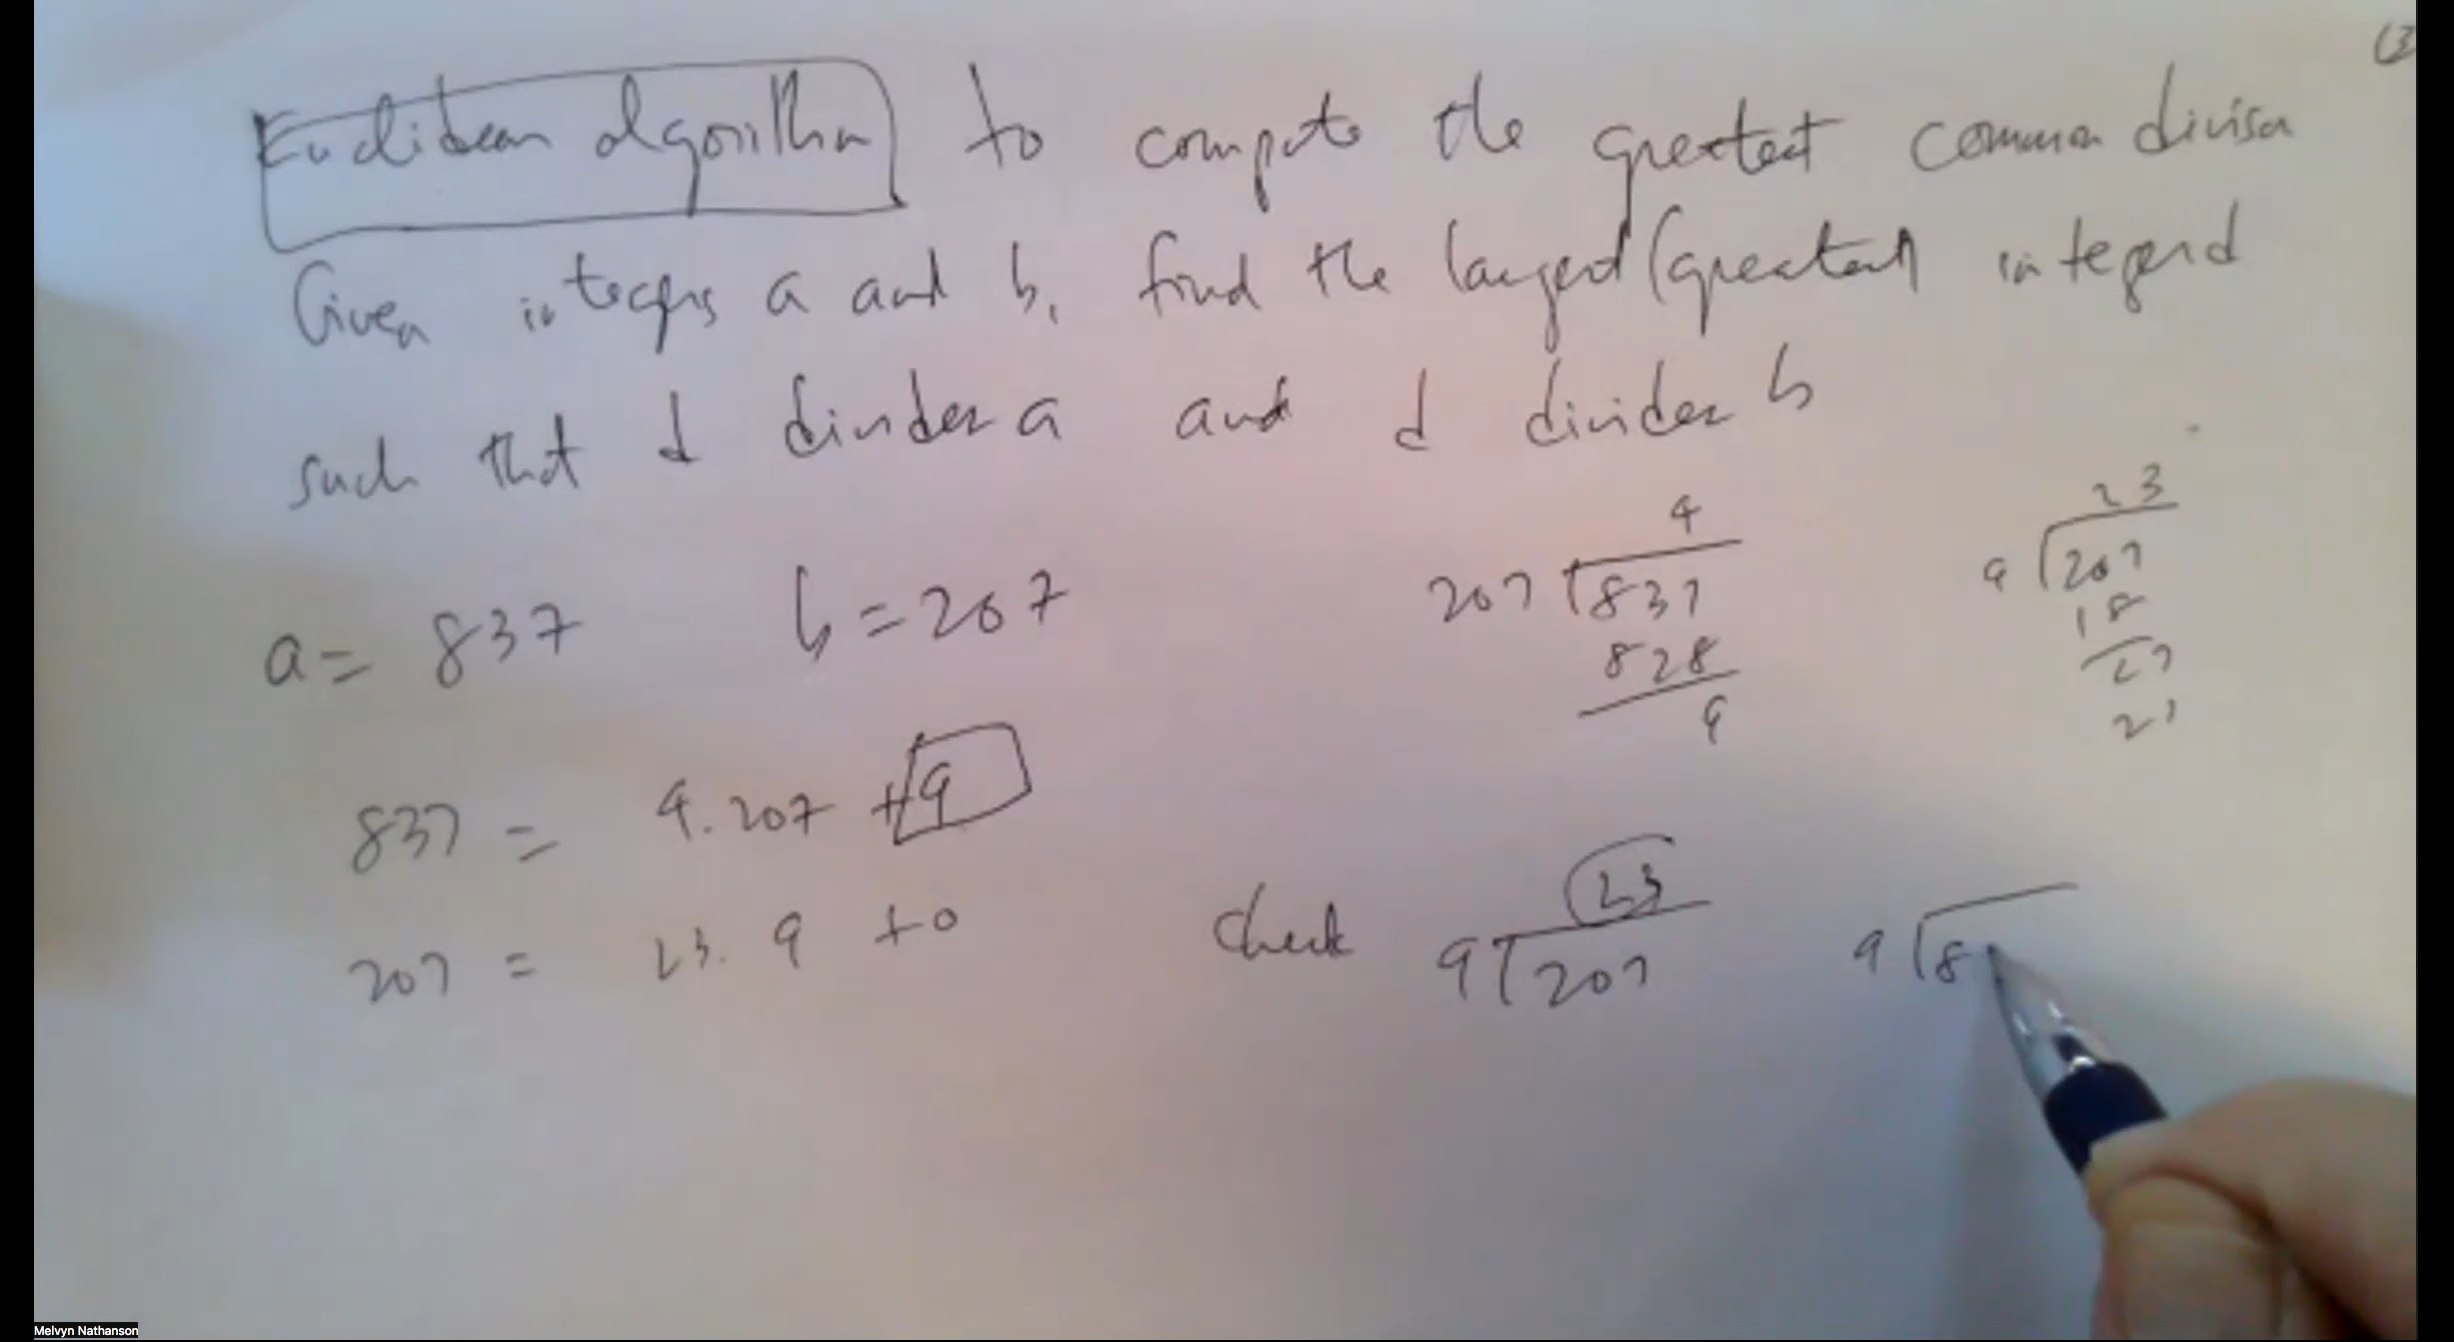 (3
Euclidean algorithm to compute the greatest common divisor
Given integers a and b, find the largest (greatest) integer d
such that d divides a and d divides b
a = 837 b = 207
4
207 837
828
9
23
9 207
18
27
27
837 = 4. 207 + 9
207 = 23. 9 + 0
Check
23
9 207
9 8
Melvyn Nathanson